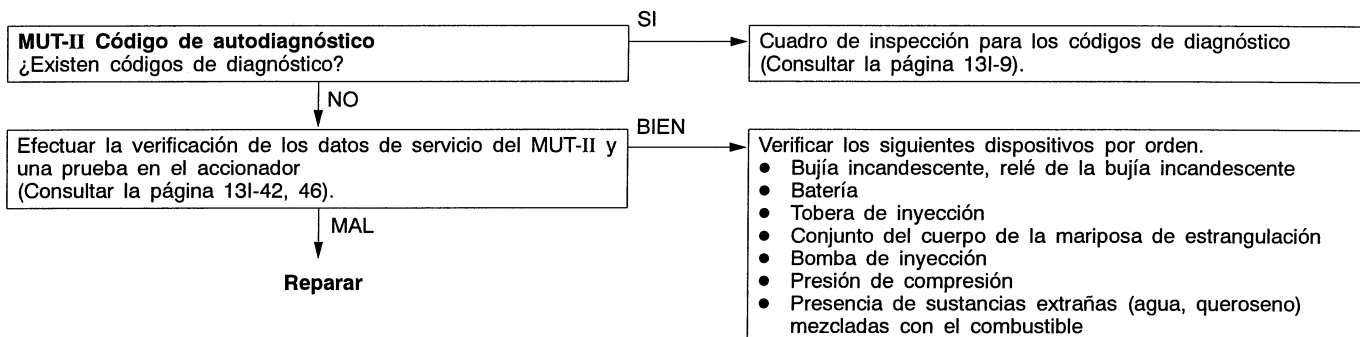 SI
MUT-II Código de autodiagnóstico
¿Existen códigos de diagnóstico?
Cuadro de inspección para los códigos de diagnóstico
(Consultar la página 13I-9).
NO
BIEN
Efectuar la verificación de los datos de servicio del MUT-II y
una prueba en el accionador
(Consultar la página 13I-42, 46).
Verificar los siguientes dispositivos por orden.
● Bujía incandescente, relé de la bujía incandescente
● Batería
● Tobera de inyección
● Conjunto del cuerpo de la mariposa de estrangulación
● Bomba de inyección
● Presión de compresión
● Presencia de sustancias extrañas (agua, queroseno)
mezcladas con el combustible
MAL
Reparar